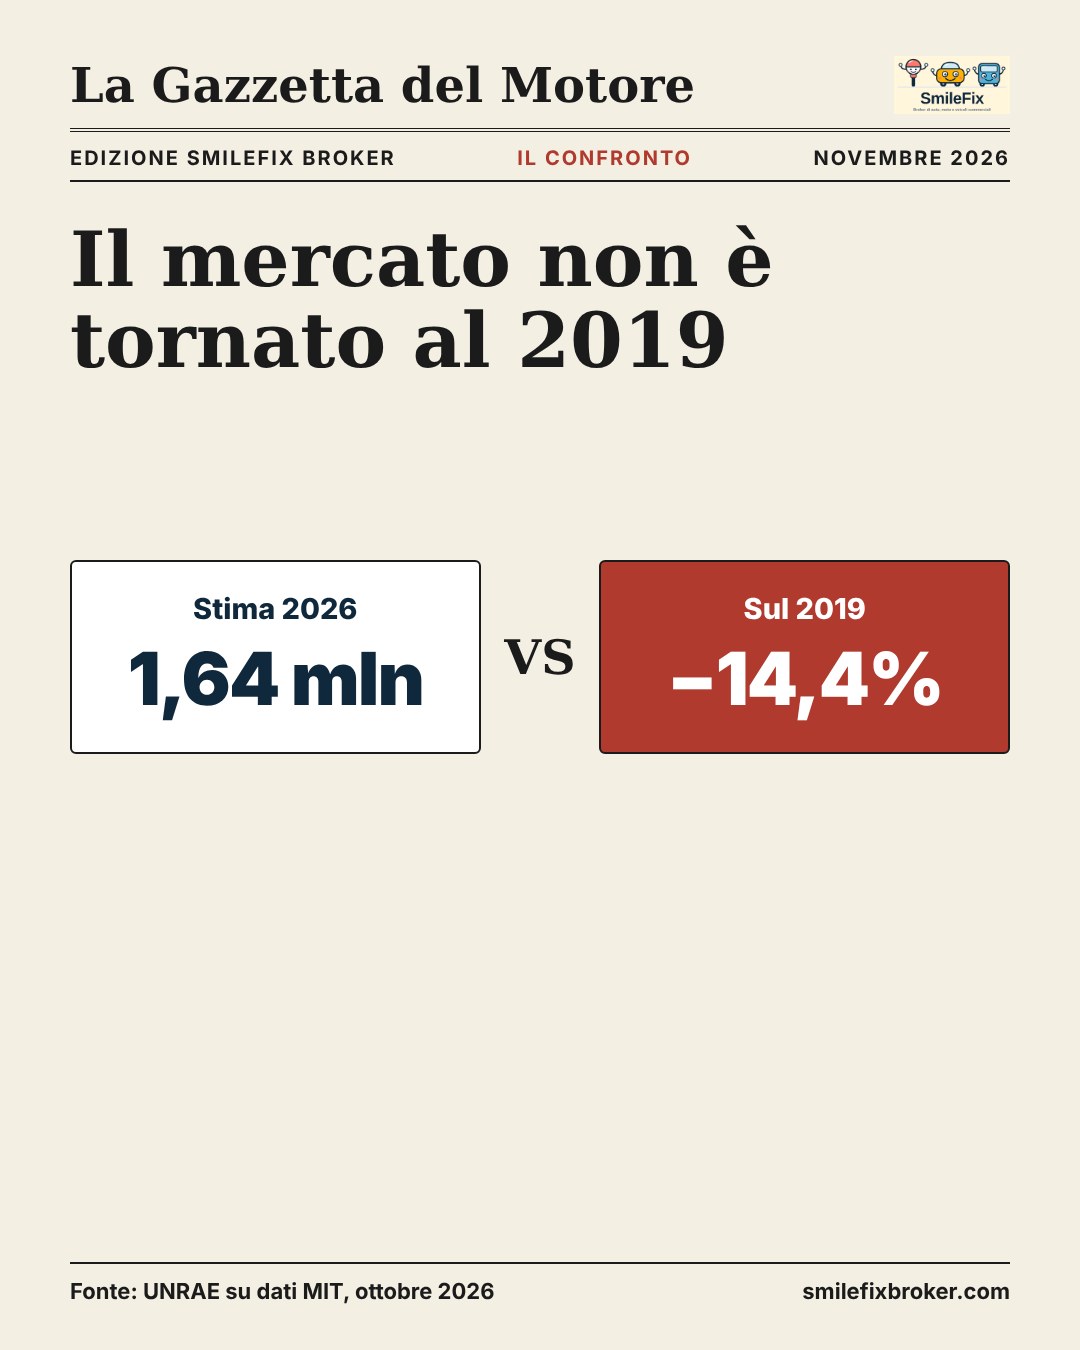 La Gazzetta del Motore
SmileFix
EDIZIONE SMILEFIX BROKER
IL CONFRONTO
NOVEMBRE 2026
Il mercato non è
tornato al 2019
Stima 2026
1,64 mln
VS
Sul 2019
−14,4%
Fonte: UNRAE su dati MIT, ottobre 2026
smilefixbroker.com